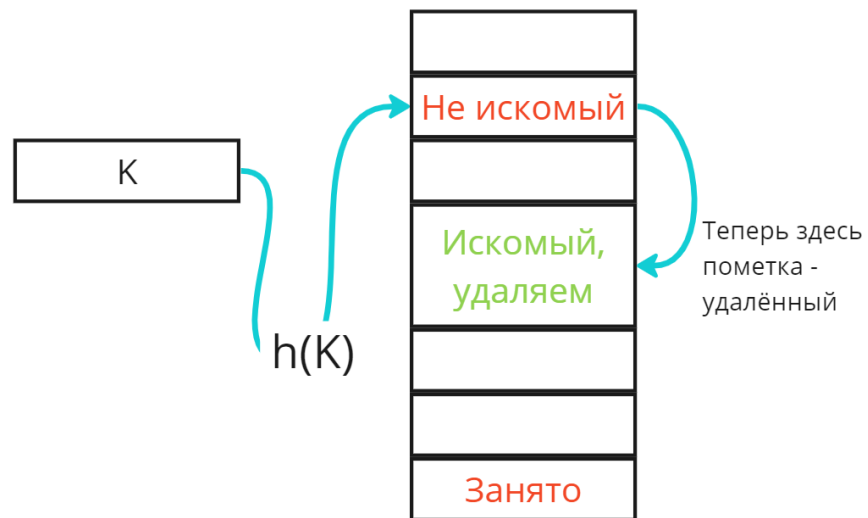 Не искомый
K
Искомый,
удаляем
Теперь здесь
пометка -
удалённый
h(K)
Занято